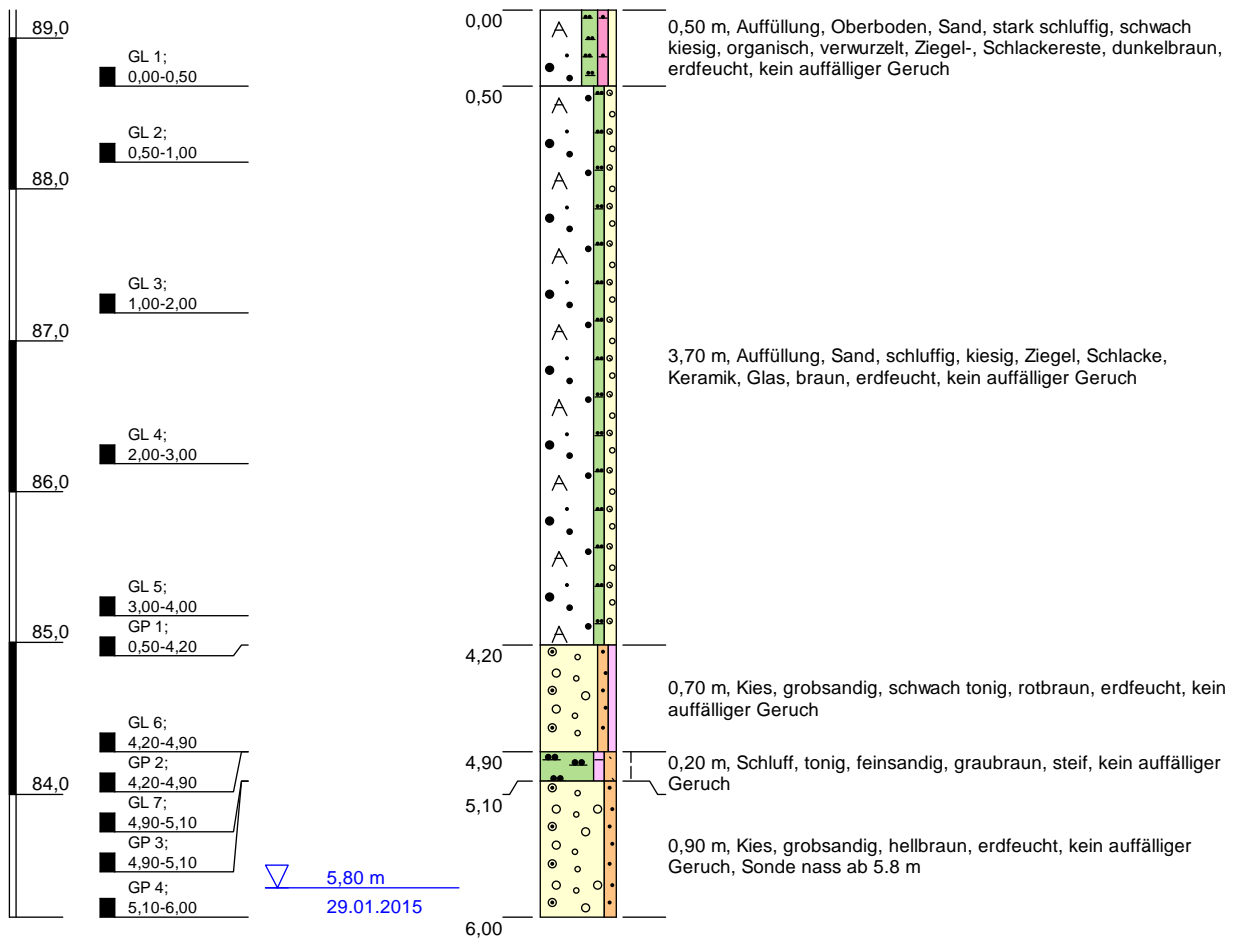 89,0
88,0
87,0
86,0
85,0
84,0
GL 1;
0,00-0,50
GL 2;
0,50-1,00
GL 3;
1,00-2,00
GL 4;
2,00-3,00
GL 5;
3,00-4,00
GP 1;
0,50-4,20
GL 6;
4,20-4,90
GP 2;
4,20-4,90
GL 7;
4,90-5,10
GP 3;
4,90-5,10
GP 4;
5,10-6,00
5,80 m
29.01.2015
0,00
0,50
4,20
4,90
5,10
6,00
A
A
A
A
A
A
A
A
A
0,50 m, Auffüllung, Oberboden, Sand, stark schluffig, schwach
kiesig, organisch, verwurzelt, Ziegel-, Schlackereste, dunkelbraun,
erdfeucht, kein auffälliger Geruch
3,70 m, Auffüllung, Sand, schluffig, kiesig, Ziegel, Schlacke,
Keramik, Glas, braun, erdfeucht, kein auffälliger Geruch
0,70 m, Kies, grobsandig, schwach tonig, rotbraun, erdfeucht, kein
auffälliger Geruch
0,20 m, Schluff, tonig, feinsandig, graubraun, steif, kein auffälliger
Geruch
0,90 m, Kies, grobsandig, hellbraun, erdfeucht, kein auffälliger
Geruch, Sonde nass ab 5.8 m